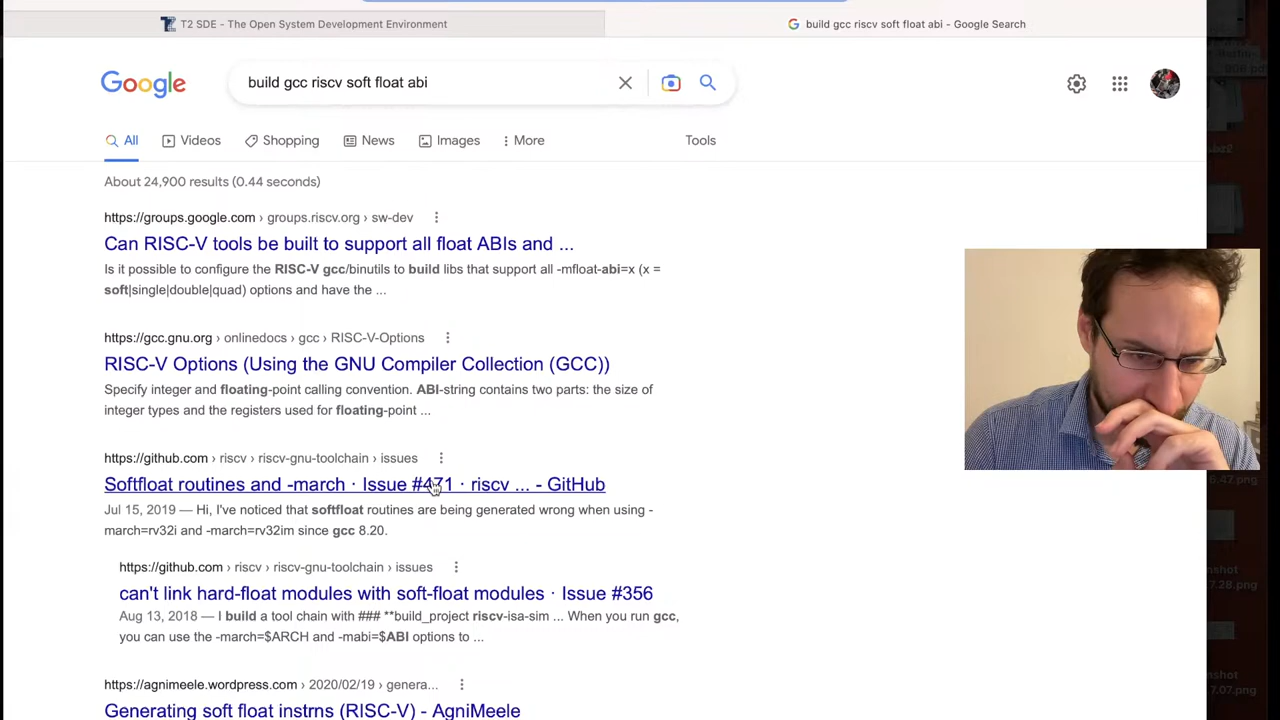 T2 SDE - The Open System Development Environment
build gcc riscv soft float abi - Google Search
Google
build gcc riscv soft float abi
All Videos Shopping News Images More Tools
About 24,900 results (0.44 seconds)
https://groups.google.com › groups.riscv.org › sw-dev
Can RISC-V tools be built to support all float ABIs and ...
Is it possible to configure the RISC-V gcc/binutils to build libs that support all -mfloat-abi=x (x =
soft|single|double|quad) options and have the ...
https://gcc.gnu.org › onlinedocs › gcc › RISC-V-Options
RISC-V Options (Using the GNU Compiler Collection (GCC))
Specify integer and floating-point calling convention. ABI-string contains two parts: the size of
integer types and the registers used for floating-point ...
https://github.com › riscv › riscv-gnu-toolchain › issues
Softfloat routines and -march · Issue #471 · riscv ... - GitHub
Jul 15, 2019 — Hi, I've noticed that softfloat routines are being generated wrong when using -
march=rv32i and -march=rv32im since gcc 8.20.
https://github.com › riscv › riscv-gnu-toolchain › issues
can't link hard-float modules with soft-float modules · Issue #356
Aug 13, 2018 — I build a tool chain with ### **build_project riscv-isa-sim ... When you run gcc,
you can use the -march=$ARCH and -mabi=$ABI options to ...
https://agnimeele.wordpress.com › 2020/02/19 › genera...
Generating soft float instrns (RISC-V) - AgniMeele
6.47.png
7.28.png
7.07.png